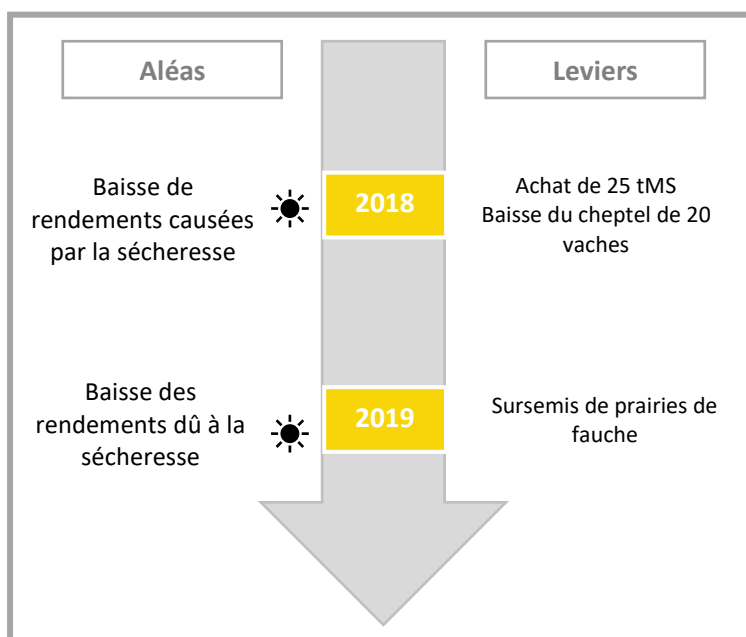 Aléas
Leviers
Baisse de
rendements causées
par la sécheresse
2018
Achat de 25 tMS
Baisse du cheptel de 20
vaches
Baisse des
rendements dû à la
sécheresse
2019
Sursemis de prairies de
fauche